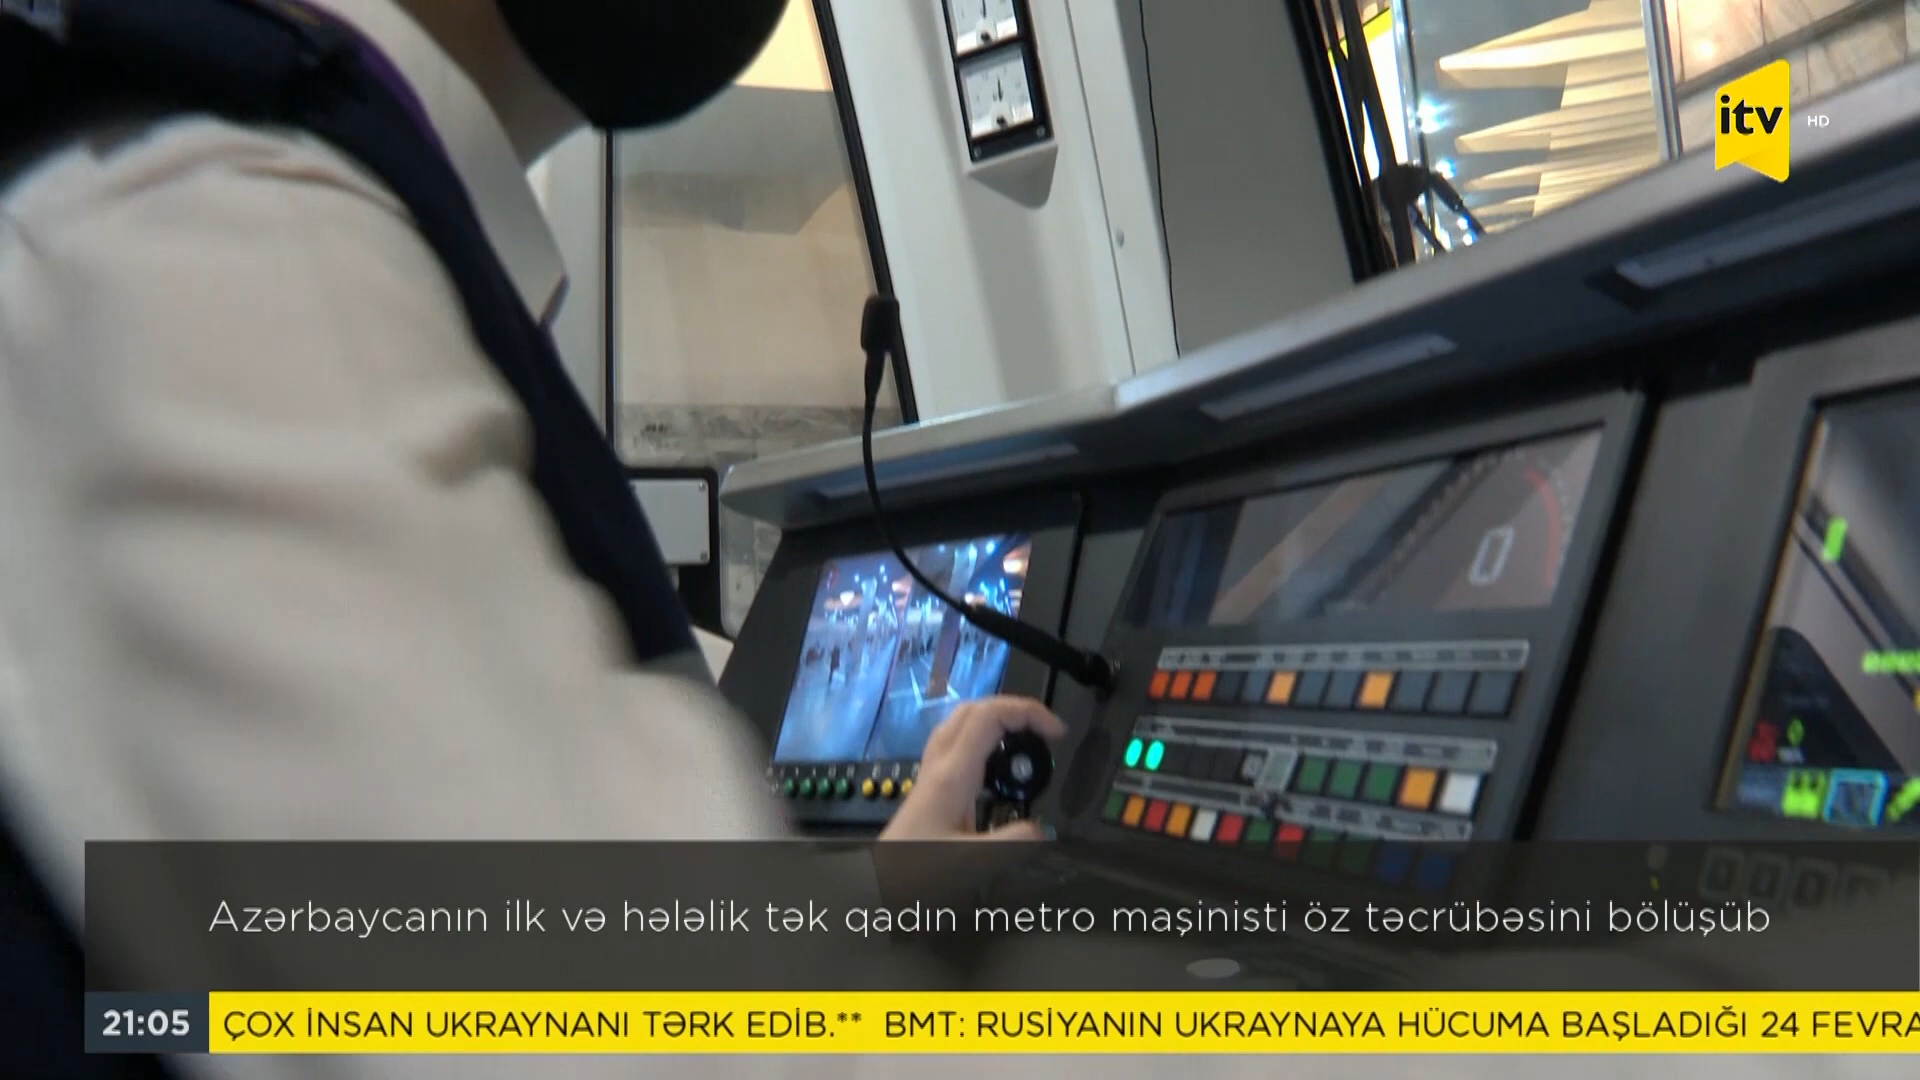 itv HD
0
Azərbaycanın ilk və hələlik tək qadın metro maşinisti öz təcrübəsini bölüşüb
21:05 ÇOX İNSAN UKRAYNANI TƏRK EDİB.** BMT: RUSİYANIN UKRAYNAYA HÜCUMA BAŞLADIĞI 24 FEVRA